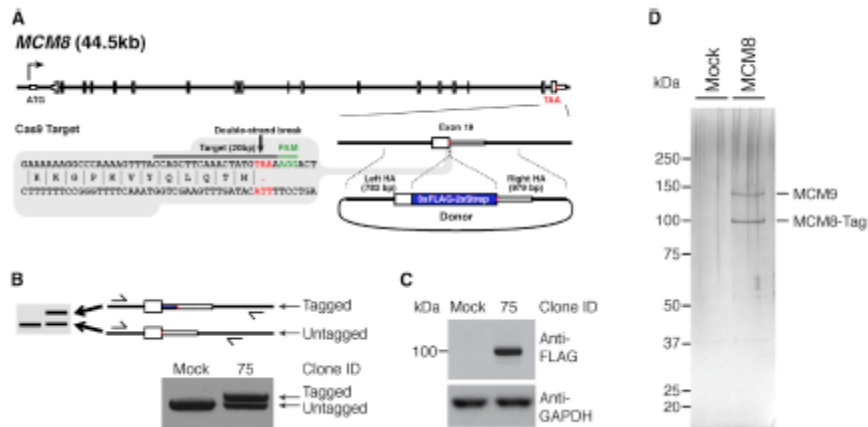 A
MCM8 (44.5kb)
ATG
TAA
Cas9 Target
Double-strand break
Target (20bp)
PAM
GAAAAAAGGCCCAAAAGTTTACCAGCTTCAAACTATGTAAAAGGACT
K K G P K V Y Q L Q T M .
CTTTTTTCCGGGTTTTCAAATGGTCGAAGTTTGATACATTTTCCTGA
Exon 19
Left HA
(792 bp)
Right HA
(979 bp)
3xFLAG-2xStrep
Donor
B
Tagged
Untagged
Mock 75 Clone ID
Tagged
Untagged
C
kDa Mock 75 Clone ID
100
Anti-
FLAG
Anti-
GAPDH
D
kDa
Mock
MCM8
250
150
100
75
50
37
25
20
MCM9
MCM8-Tag